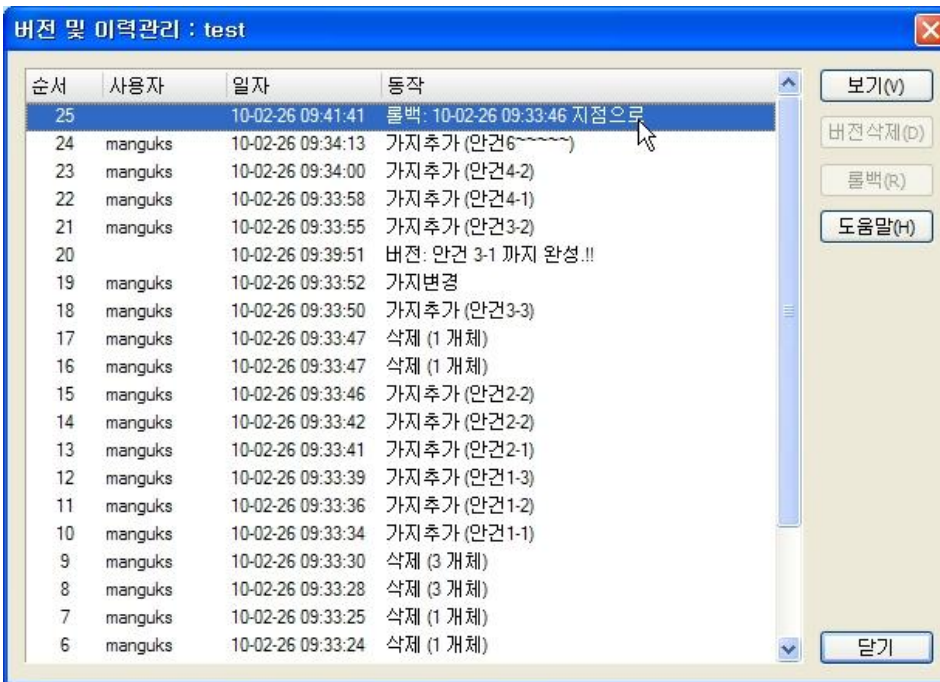 버전 및 이력관리 : test
순서 사용자 일자 동작
25 10-02-26 09:41:41 롤백: 10-02-26 09:33:46 지점으로
24 manguks 10-02-26 09:34:13 가지추가 (안건6~~~~~)
23 manguks 10-02-26 09:34:00 가지추가 (안건4-2)
22 manguks 10-02-26 09:33:58 가지추가 (안건4-1)
21 manguks 10-02-26 09:33:55 가지추가 (안건3-2)
20 10-02-26 09:39:51 버전: 안건 3-1 까지 완성.!!
19 manguks 10-02-26 09:33:52 가지변경
18 manguks 10-02-26 09:33:50 가지추가 (안건3-3)
17 manguks 10-02-26 09:33:47 삭제 (1 개체)
16 manguks 10-02-26 09:33:47 삭제 (1 개체)
15 manguks 10-02-26 09:33:46 가지추가 (안건2-2)
14 manguks 10-02-26 09:33:42 가지추가 (안건2-2)
13 manguks 10-02-26 09:33:41 가지추가 (안건2-1)
12 manguks 10-02-26 09:33:39 가지추가 (안건1-3)
11 manguks 10-02-26 09:33:36 가지추가 (안건1-2)
10 manguks 10-02-26 09:33:34 가지추가 (안건1-1)
9 manguks 10-02-26 09:33:30 삭제 (3 개체)
8 manguks 10-02-26 09:33:28 삭제 (3 개체)
7 manguks 10-02-26 09:33:25 삭제 (1 개체)
6 manguks 10-02-26 09:33:24 삭제 (1 개체)
보기(V)
버전삭제(D)
롤백(R)
도움말(H)
닫기